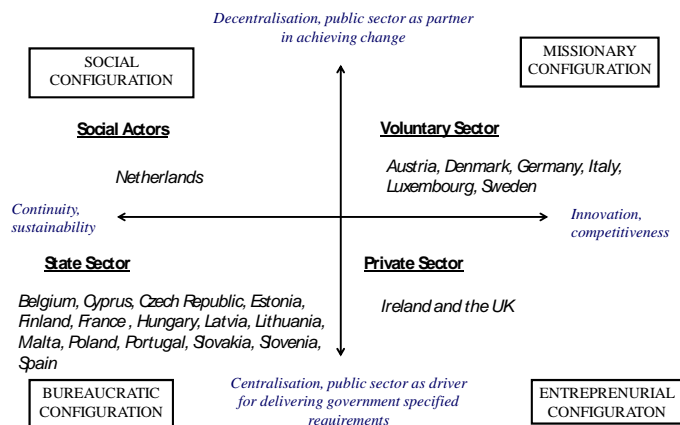 Decentralisation, public sector as partner
in achieving change
SOCIAL
CONFIGURATION
MISSIONARY
CONFIGURATION
Social Actors
Voluntary Sector
Netherlands
Austria, Denmark, Germany, Italy,
Luxembourg, Sweden
Continuity,
sustainability
Innovation,
competitiveness
State Sector
Private Sector
Belgium, Cyprus, Czech Republic, Estonia,
Finland, France , Hungary, Latvia, Lithuania,
Malta, Poland, Portugal, Slovakia, Slovenia,
Spain
Ireland and the UK
BUREAUCRATIC
CONFIGURATION
Centralisation, public sector as driver
for delivering government specified
requirements
ENTREPRENURIAL
CONFIGURATON